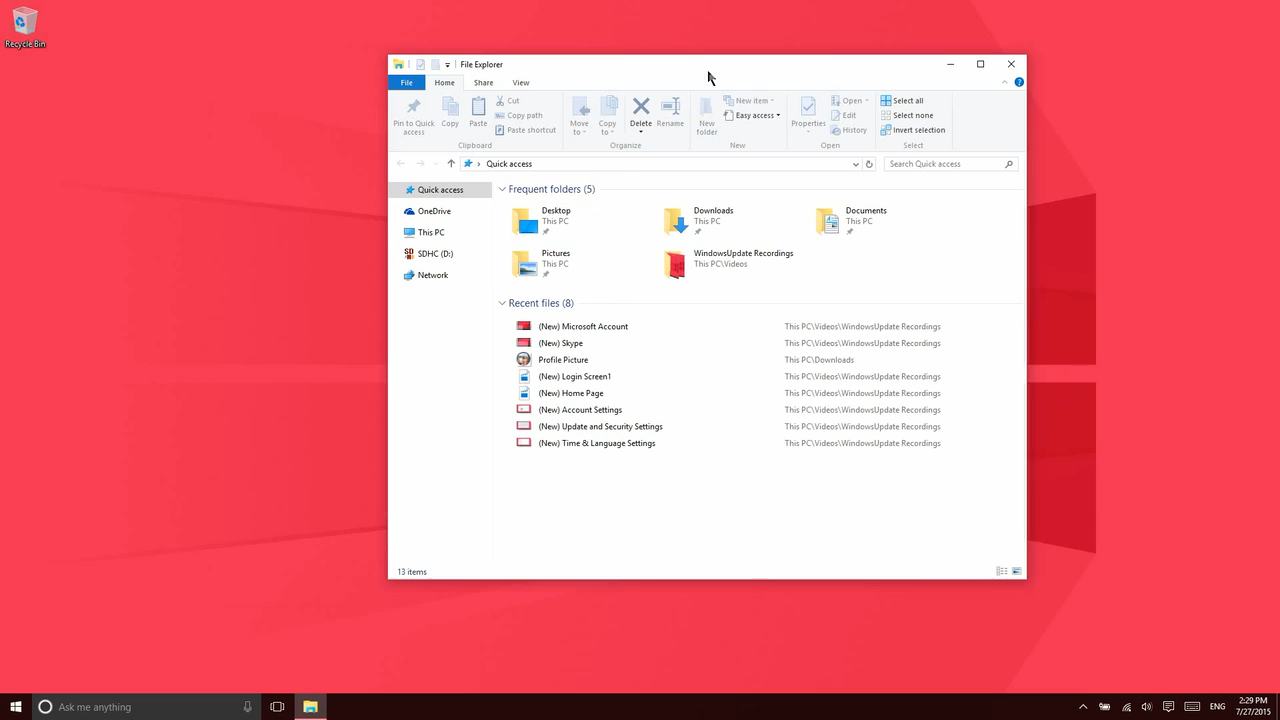 Recycle Bin
File Explorer
File Home Share View
Pin to Quick access
Copy
Paste
Cut
Copy path
Paste shortcut
Clipboard
Move to
Copy to
Delete
Rename
Organize
New folder
New item
Easy access
New
Properties
Open
Edit
History
Open
Select all
Select none
Invert selection
Select
Quick access
Search Quick access
Quick access
OneDrive
This PC
SDHC (D:)
Network
Frequent folders (5)
Desktop
This PC
Downloads
This PC
Documents
This PC
Pictures
This PC
WindowsUpdate Recordings
This PC\Videos
Recent files (8)
(New) Microsoft Account This PC\Videos\WindowsUpdate Recordings
(New) Skype This PC\Videos\WindowsUpdate Recordings
Profile Picture This PC\Downloads
(New) Login Screen1 This PC\Videos\WindowsUpdate Recordings
(New) Home Page This PC\Videos\WindowsUpdate Recordings
(New) Account Settings This PC\Videos\WindowsUpdate Recordings
(New) Update and Security Settings This PC\Videos\WindowsUpdate Recordings
(New) Time & Language Settings This PC\Videos\WindowsUpdate Recordings
13 items
Ask me anything
ENG
2:29 PM
7/27/2015